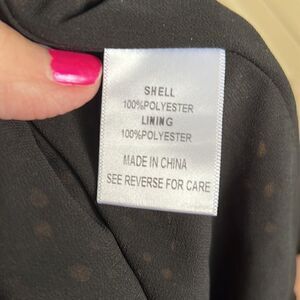 SHELL
100%POLYESTER
LINING
100%POLYESTER
MADE IN CHINA
SEE REVERSE FOR CARE